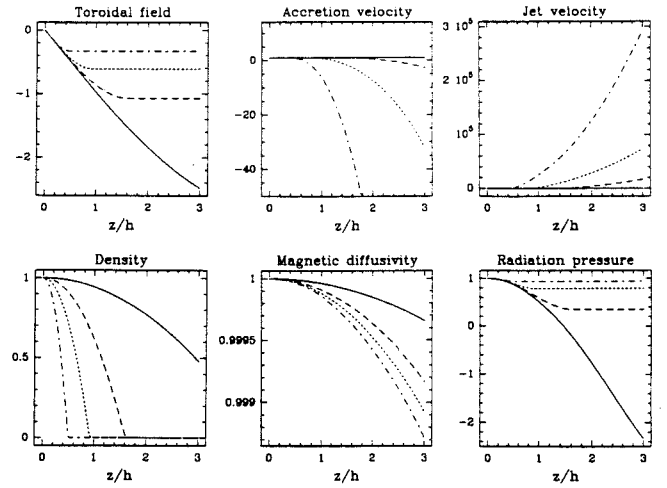 Toroidal field
Accretion velocity
Jet velocity
0
-1
-2
0 1 2 3
z/h
0
-20
-40
0 1 2 3
z/h
3 10⁵
2 10⁵
10⁵
0
0 1 2 3
z/h
Density
Magnetic diffusivity
Radiation pressure
1
0.5
0
0 1 2 3
z/h
1
0.9995
0.999
0 1 2 3
z/h
1
0
-1
-2
0 1 2 3
z/h